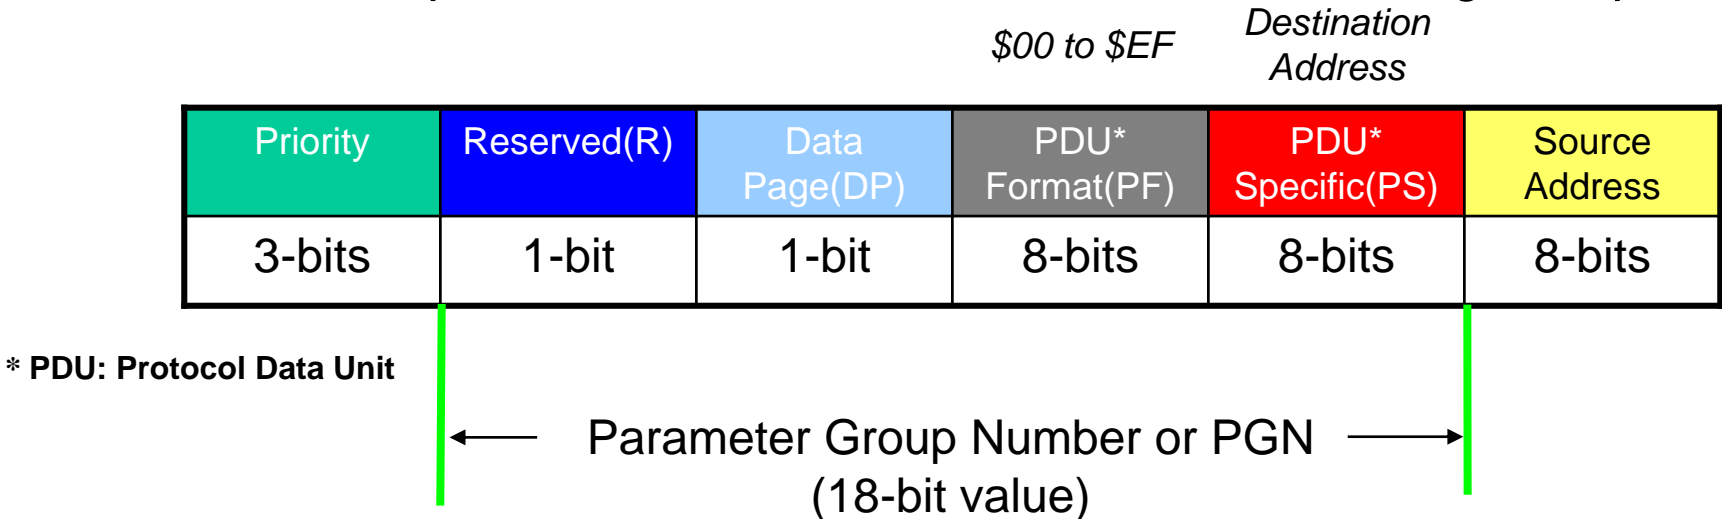 $00 to $EF
Destination
Address
Priority
Reserved(R)
Data
Page(DP)
PDU*
Format(PF)
PDU*
Specific(PS)
Source
Address
3-bits
1-bit
1-bit
8-bits
8-bits
8-bits
* PDU: Protocol Data Unit
Parameter Group Number or PGN
(18-bit value)